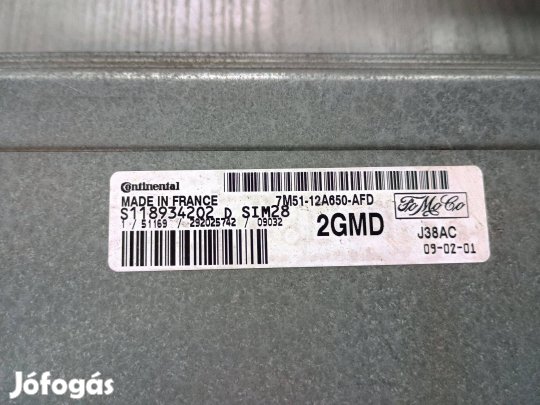 Continental
MADE IN FRANCE
7M51-12A650-AFD
S118934202 D SIM28
1 / 51169 / 292025742 / 09032
2GMD
FoMoCo
J38AC
09-02-01
Jófogás